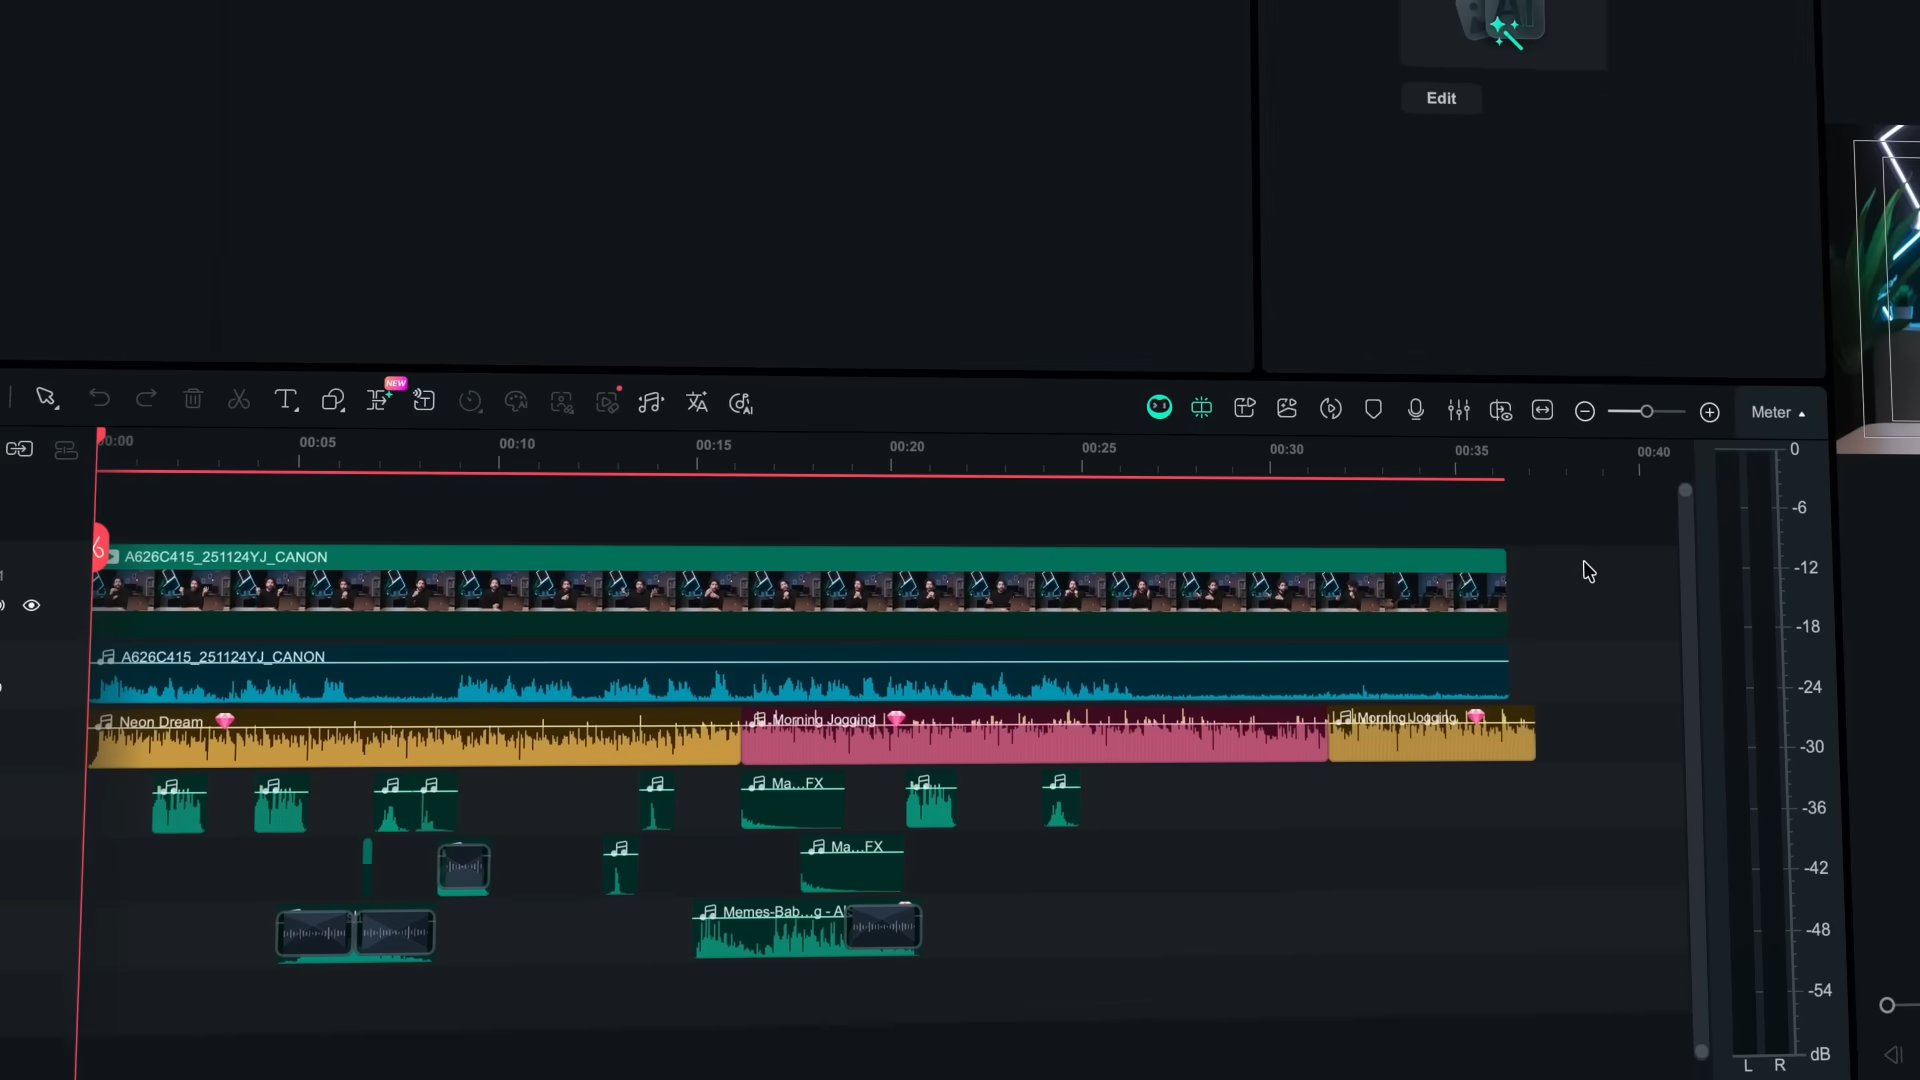 AI
Edit
NEW
Meter
00:00
00:05
00:10
00:15
00:20
00:25
00:30
00:35
00:40
0
-6
-12
-18
-24
-30
-36
-42
-48
-54
dB
L R
A626C415_251124YJ_CANON
A626C415_251124YJ_CANON
Neon Dream
Morning Jogging
Morning Jogging
Ma...FX
Ma...FX
Memes-Bab...g - A